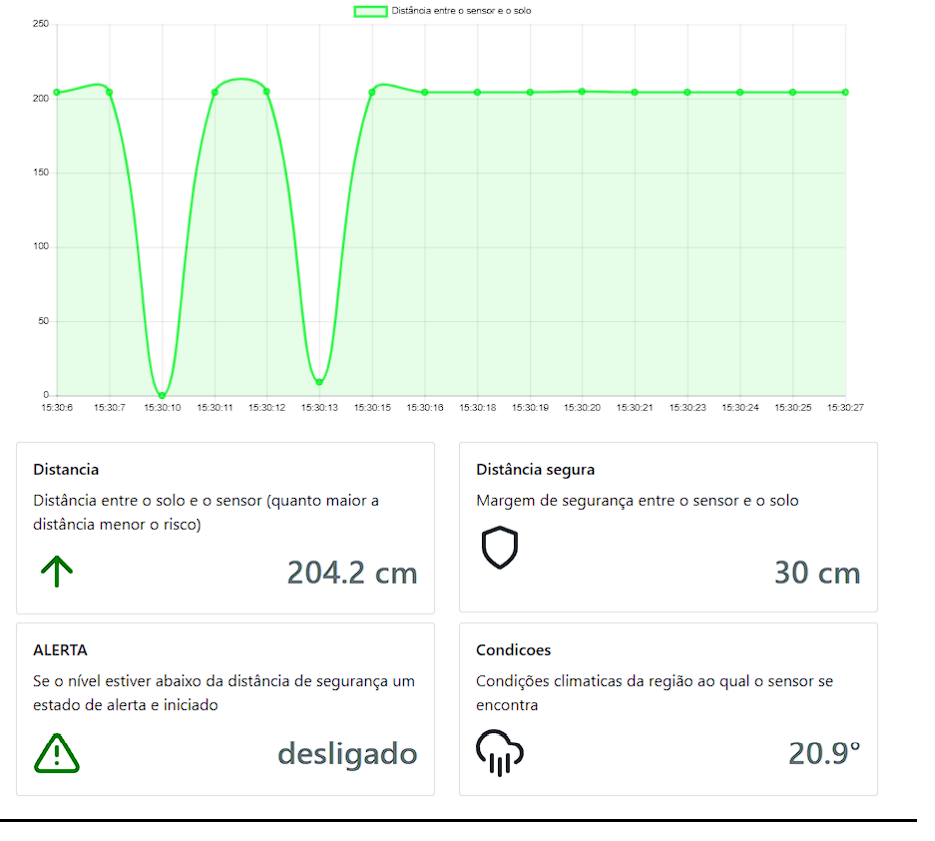 Distância entre o sensor e o solo
250
200
150
100
50
0
15:30:6 15:30:7 15:30:10 15:30:11 15:30:12 15:30:13 15:30:15 15:30:16 15:30:18 15:30:19 15:30:20 15:30:21 15:30:23 15:30:24 15:30:25 15:30:27
Distancia
Distância entre o solo e o sensor (quanto maior a
distância menor o risco)
204.2 cm
Distância segura
Margem de segurança entre o sensor e o solo
30 cm
ALERTA
Se o nível estiver abaixo da distância de segurança um
estado de alerta e iniciado
desligado
Condicoes
Condições climaticas da região ao qual o sensor se
encontra
20.9°